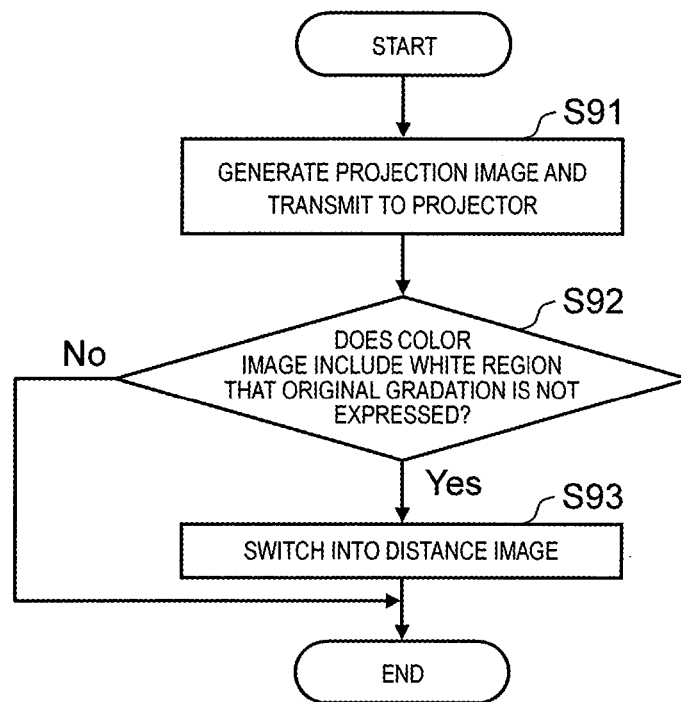 START
S91
GENERATE PROJECTION IMAGE AND
TRANSMIT TO PROJECTOR
S92
DOES COLOR
IMAGE INCLUDE WHITE REGION
THAT ORIGINAL GRADATION IS NOT
EXPRESSED?
No
Yes
S93
SWITCH INTO DISTANCE IMAGE
END